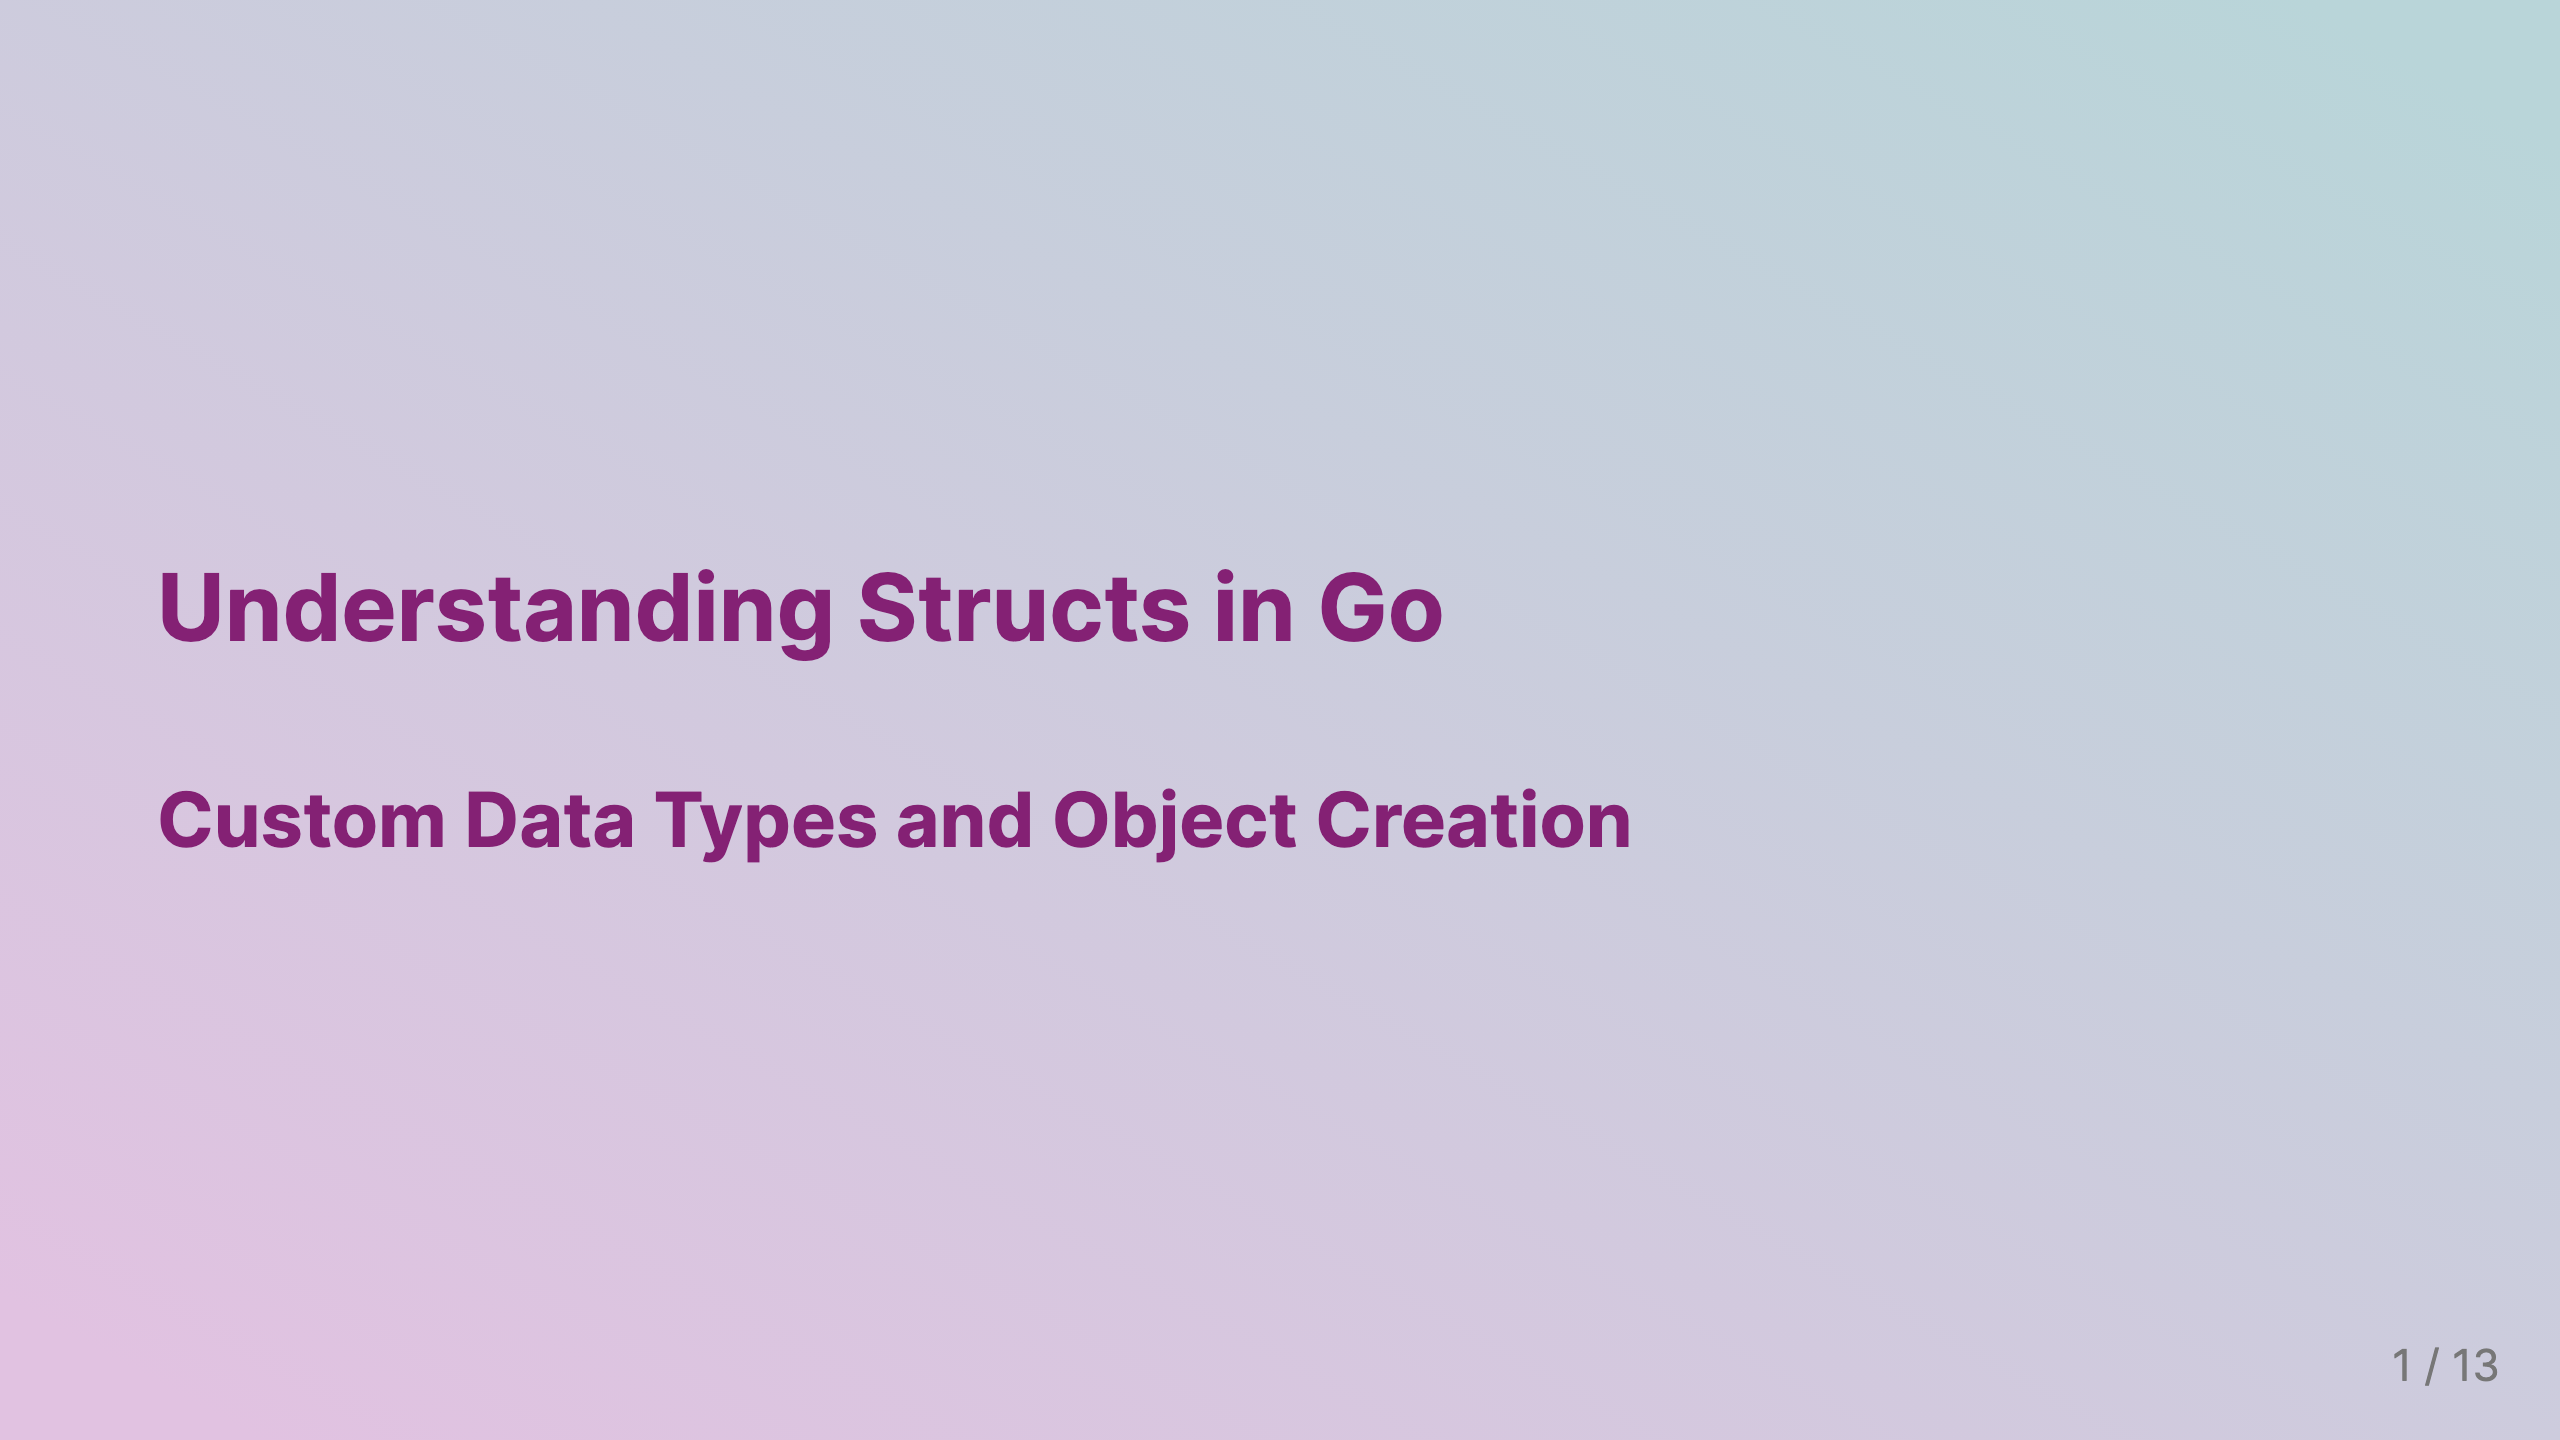 Understanding Structs in Go
Custom Data Types and Object Creation
1 / 13